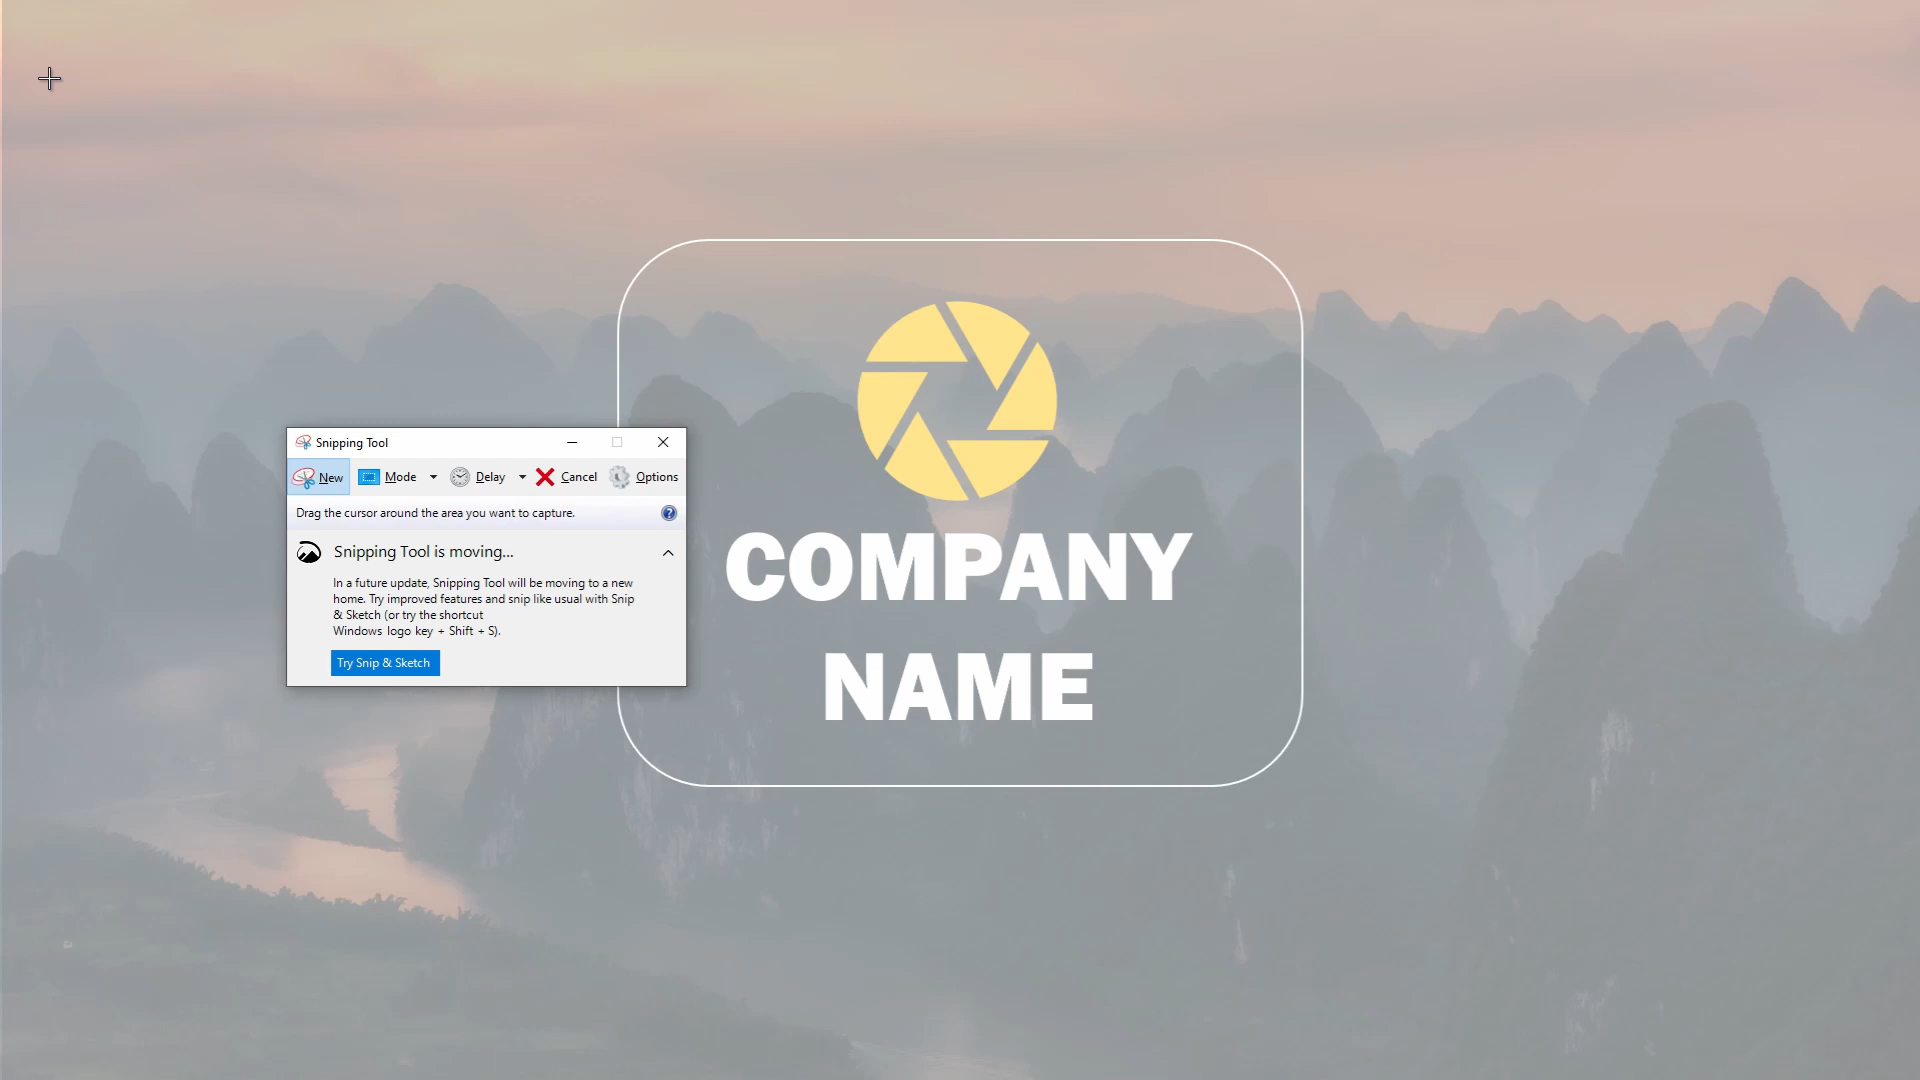 Snipping Tool
New Mode Delay Cancel Options
Drag the cursor around the area you want to capture.
Snipping Tool is moving...
In a future update, Snipping Tool will be moving to a new
home. Try improved features and snip like usual with Snip
& Sketch (or try the shortcut
Windows logo key + Shift + S).
Try Snip & Sketch
COMPANY
NAME